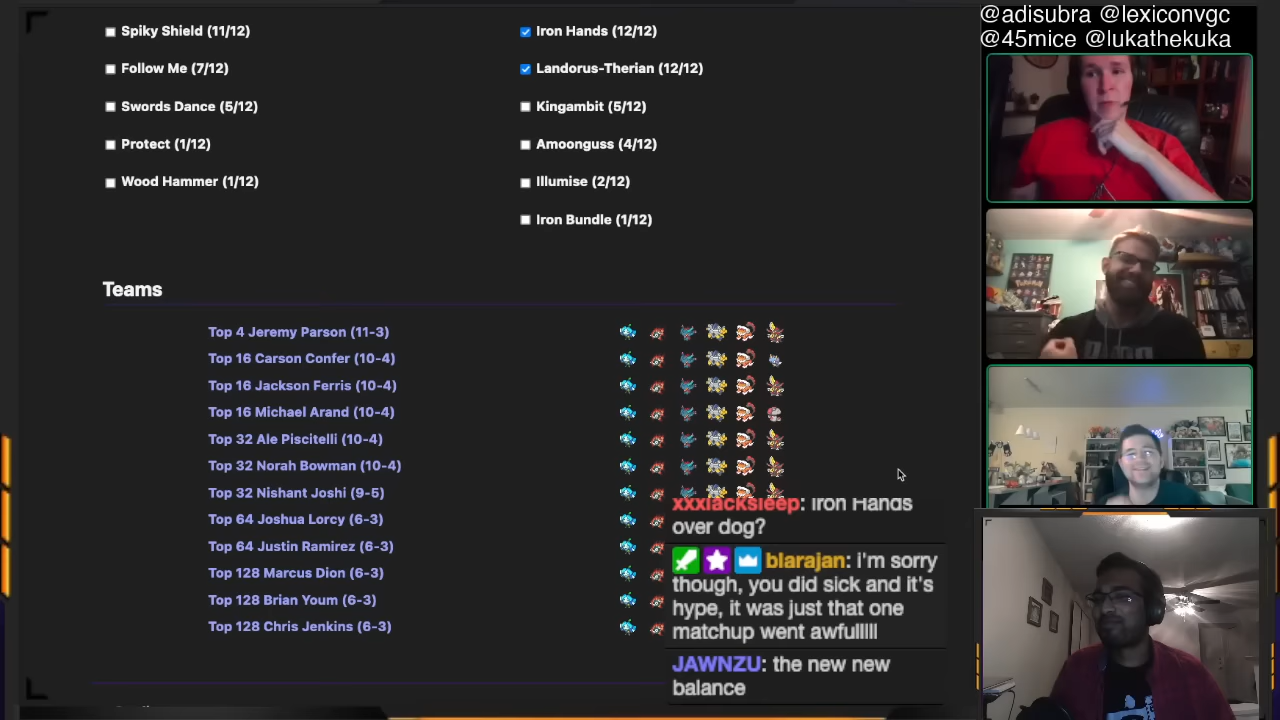 @adisubra @lexiconvgc
@45mice @lukathekuka
Spiky Shield (11/12)
Follow Me (7/12)
Swords Dance (5/12)
Protect (1/12)
Wood Hammer (1/12)
Iron Hands (12/12)
Landorus-Therian (12/12)
Kingambit (5/12)
Amoonguss (4/12)
Illumise (2/12)
Iron Bundle (1/12)
Teams
Top 4 Jeremy Parson (11-3)
Top 16 Carson Confer (10-4)
Top 16 Jackson Ferris (10-4)
Top 16 Michael Arand (10-4)
Top 32 Ale Piscitelli (10-4)
Top 32 Norah Bowman (10-4)
Top 32 Nishant Joshi (9-5)
Top 64 Joshua Lorcy (6-3)
Top 64 Justin Ramirez (6-3)
Top 128 Marcus Dion (6-3)
Top 128 Brian Youm (6-3)
Top 128 Chris Jenkins (6-3)
xxxlacksleep: Iron Hands
over dog?
blarajan: i'm sorry
though, you did sick and it's
hype, it was just that one
matchup went awfulllll
JAWNZU: the new new
balance